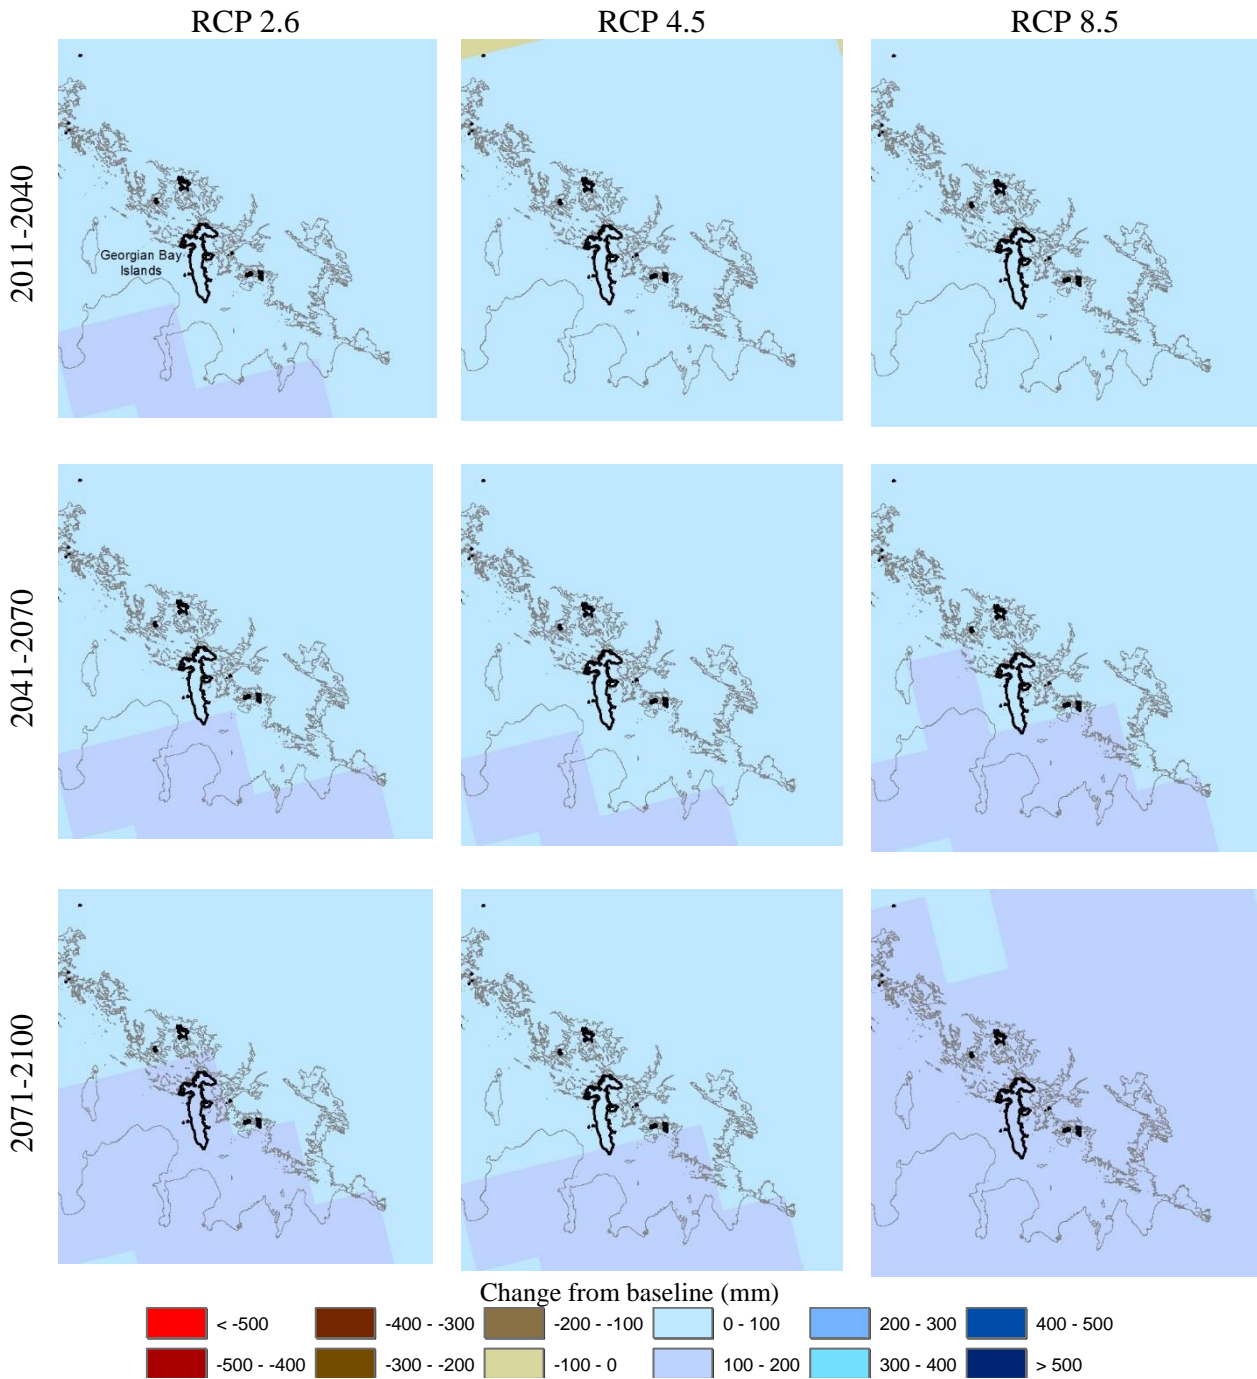 RCP 2.6 RCP 4.5 RCP 8.5
2011-2040
Georgian Bay
Islands
2041-2070
2071-2100
Change from baseline (mm)
< -500 -400 - -300 -200 - -100 0 - 100 200 - 300 400 - 500
-500 - -400 -300 - -200 -100 - 0 100 - 200 300 - 400 > 500